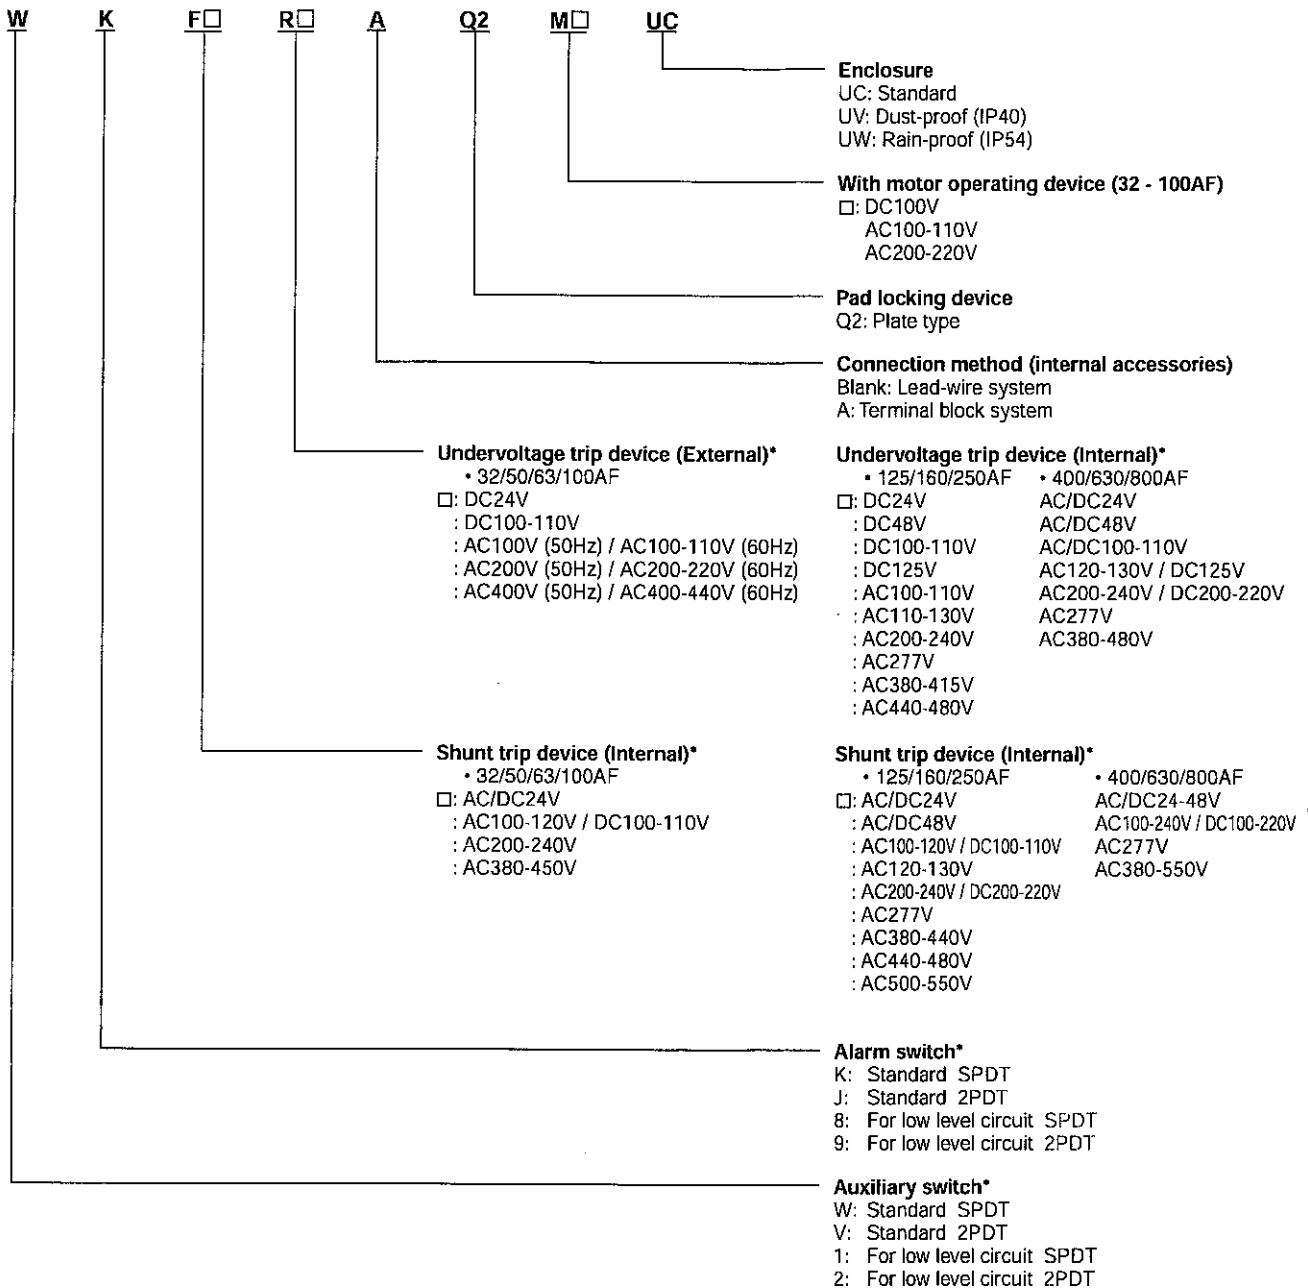 W K F□ R□ A Q2 M□ UC
Enclosure
UC: Standard
UV: Dust-proof (IP40)
UW: Rain-proof (IP54)
With motor operating device (32 - 100AF)
□: DC100V
AC100-110V
AC200-220V
Pad locking device
Q2: Plate type
Connection method (internal accessories)
Blank: Lead-wire system
A: Terminal block system
Undervoltage trip device (External)*
• 32/50/63/100AF
□: DC24V
: DC100-110V
: AC100V (50Hz) / AC100-110V (60Hz)
: AC200V (50Hz) / AC200-220V (60Hz)
: AC400V (50Hz) / AC400-440V (60Hz)
Undervoltage trip device (Internal)*
• 125/160/250AF • 400/630/800AF
□: DC24V AC/DC24V
: DC48V AC/DC48V
: DC100-110V AC/DC100-110V
: DC125V AC120-130V / DC125V
: AC100-110V AC200-240V / DC200-220V
: AC110-130V AC277V
: AC200-240V AC380-480V
: AC277V
: AC380-415V
: AC440-480V
Shunt trip device (Internal)*
• 32/50/63/100AF
□: AC/DC24V
: AC100-120V / DC100-110V
: AC200-240V
: AC380-450V
Shunt trip device (Internal)*
• 125/160/250AF • 400/630/800AF
□: AC/DC24V AC/DC24-48V
: AC/DC48V AC100-240V / DC100-220V
: AC100-120V / DC100-110V AC277V
: AC120-130V AC380-550V
: AC200-240V / DC200-220V
: AC277V
: AC380-440V
: AC440-480V
: AC500-550V
Alarm switch*
K: Standard SPDT
J: Standard 2PDT
8: For low level circuit SPDT
9: For low level circuit 2PDT
Auxiliary switch*
W: Standard SPDT
V: Standard 2PDT
1: For low level circuit SPDT
2: For low level circuit 2PDT